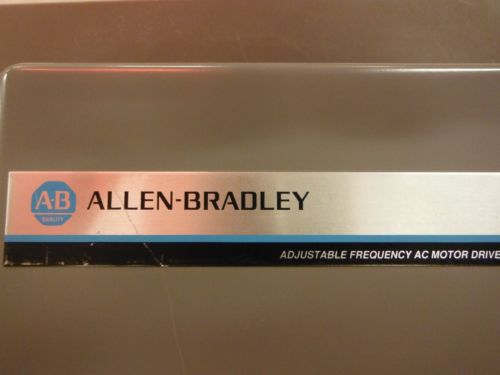 A-B
QUALITY
ALLEN-BRADLEY
ADJUSTABLE FREQUENCY AC MOTOR DRIVE